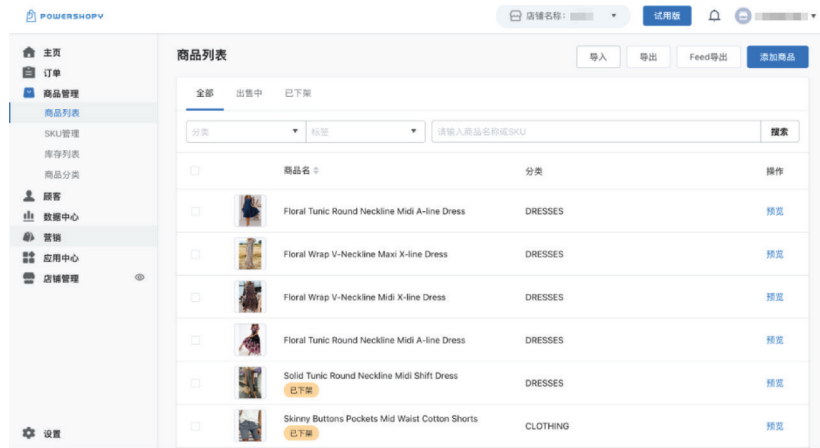 POWERSHOPY
店铺名称：
试用版
主页
订单
商品管理
商品列表
SKU管理
库存列表
商品分类
顾客
数据中心
营销
应用中心
店铺管理
设置
商品列表
导入
导出
Feed导出
添加商品
全部 出售中 已下架
分类 标签 请输入商品名称或SKU 搜索
商品名 分类 操作
Floral Tunic Round Neckline Midi A-line Dress DRESSES 预览
Floral Wrap V-Neckline Maxi X-line Dress DRESSES 预览
Floral Wrap V-Neckline Midi X-line Dress DRESSES 预览
Floral Tunic Round Neckline Midi A-line Dress DRESSES 预览
Solid Tunic Round Neckline Midi Shift Dress DRESSES 预览
已下架
Skinny Buttons Pockets Mid Waist Cotton Shorts CLOTHING 预览
已下架